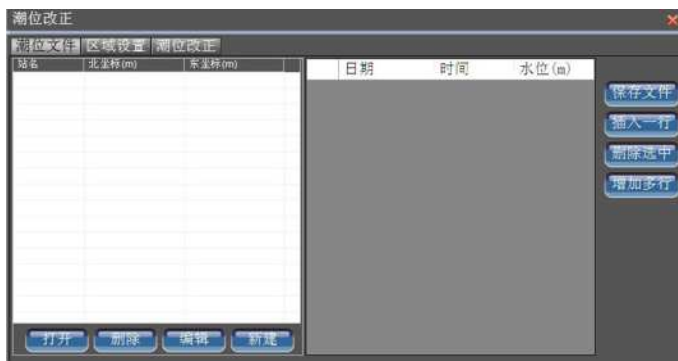 潮位改正
潮位文件 区域设置 潮位改正
站名 北坐标(m) 东坐标(m)
日期 时间 水位(m)
保存文件
插入一行
删除选中
增加多行
打开 删除 编辑 新建